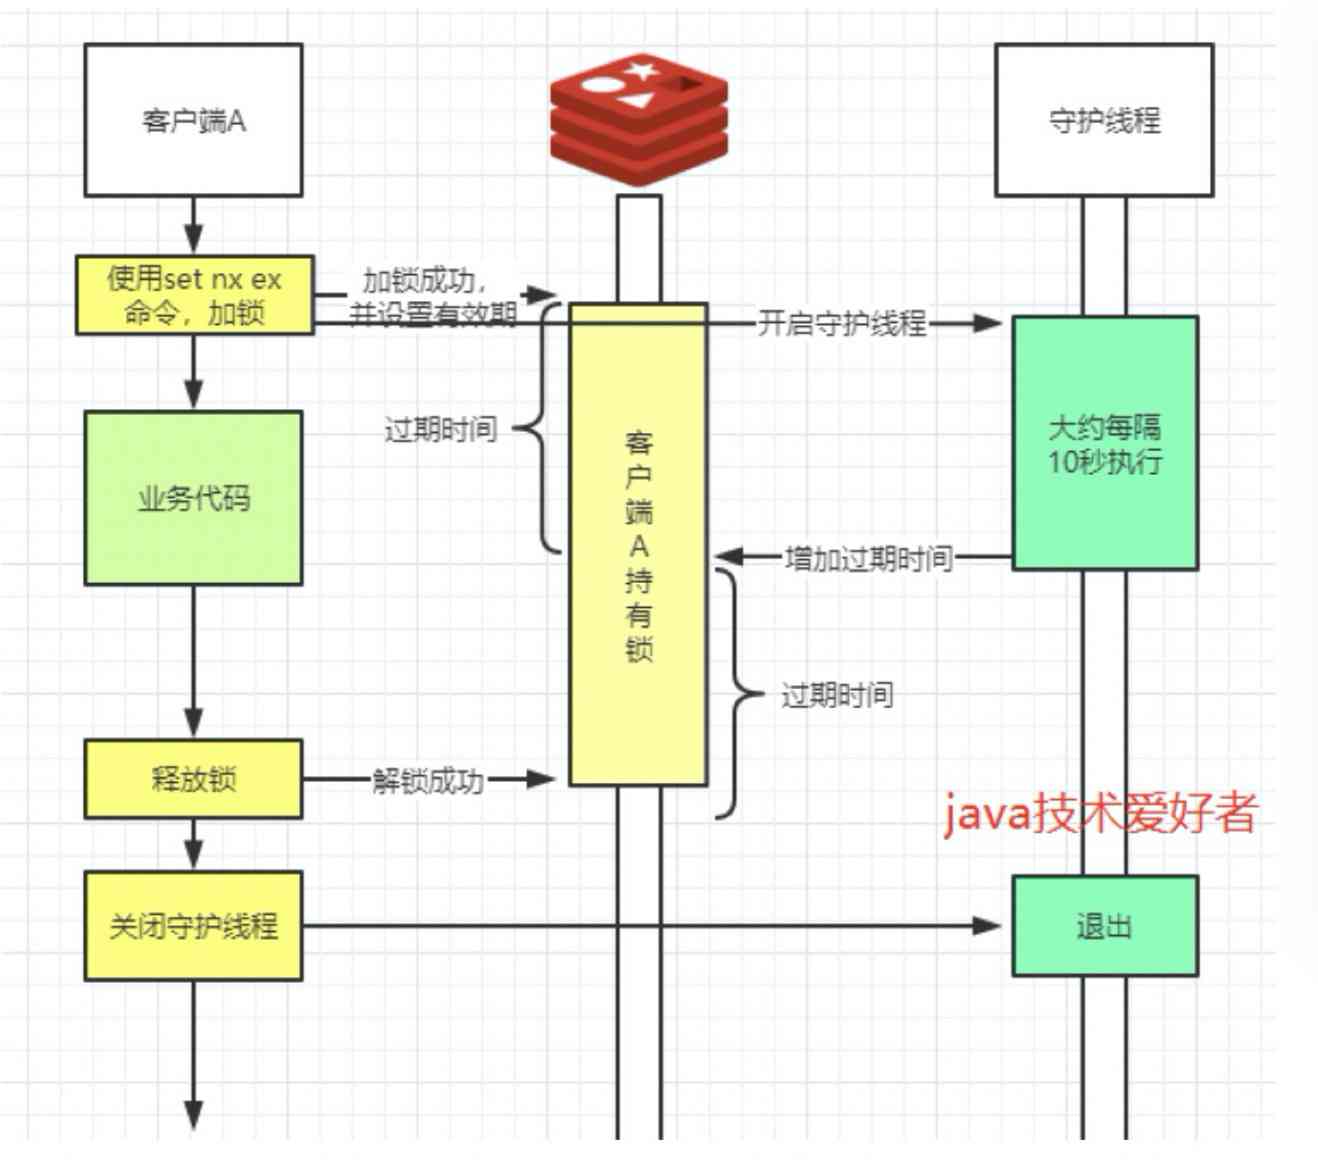 客户端A
守护线程
使用set nx ex
命令，加锁
加锁成功，
并设置有效期
开启守护线程
过期时间
大约每隔
10秒执行
业务代码
客
户
端
A
持
有
锁
增加过期时间
过期时间
释放锁
解锁成功
java技术爱好者
关闭守护线程
退出